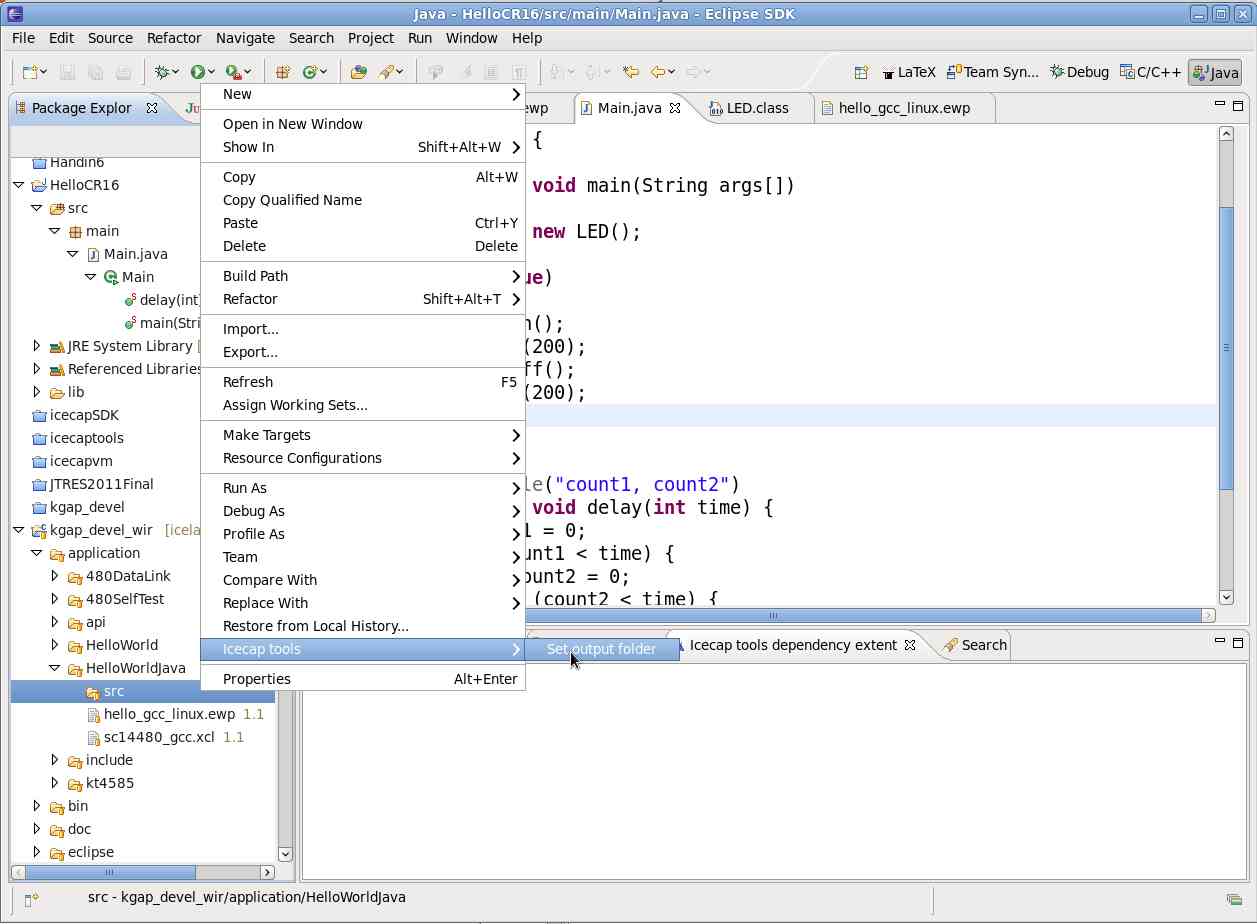 Java - HelloCR16/src/main/Main.java - Eclipse SDK
File Edit Source Refactor Navigate Search Project Run Window Help
LaTeX Team Syn... Debug C/C++ Java
Package Explor Ju ewp Main.java LED.class hello_gcc_linux.ewp
Handin6
HelloCR16
src
main
Main.java
Main
delay(int)
main(Stri
JRE System Library [
Referenced Libraries
lib
icecapSDK
icecaptools
icecapvm
JTRES2011Final
kgap_devel
kgap_devel_wir [icela
application
480DataLink
480SelfTest
api
HelloWorld
HelloWorldJava
src
hello_gcc_linux.ewp 1.1
sc14480_gcc.xcl 1.1
include
kt4585
bin
doc
eclipse
New
Open in New Window
Show In Shift+Alt+W
Copy Alt+W
Copy Qualified Name
Paste Ctrl+Y
Delete Delete
Build Path
Refactor Shift+Alt+T
Import...
Export...
Refresh F5
Assign Working Sets...
Make Targets
Resource Configurations
Run As
Debug As
Profile As
Team
Compare With
Replace With
Restore from Local History...
Icecap tools
Properties Alt+Enter
Set output folder
{
void main(String args[])
new LED();
ue)
n();
(200);
ff();
(200);
le("count1, count2")
void delay(int time) {
1 = 0;
unt1 < time) {
ount2 = 0;
(count2 < time) {
Icecap tools dependency extent Search
src - kgap_devel_wir/application/HelloWorldJava